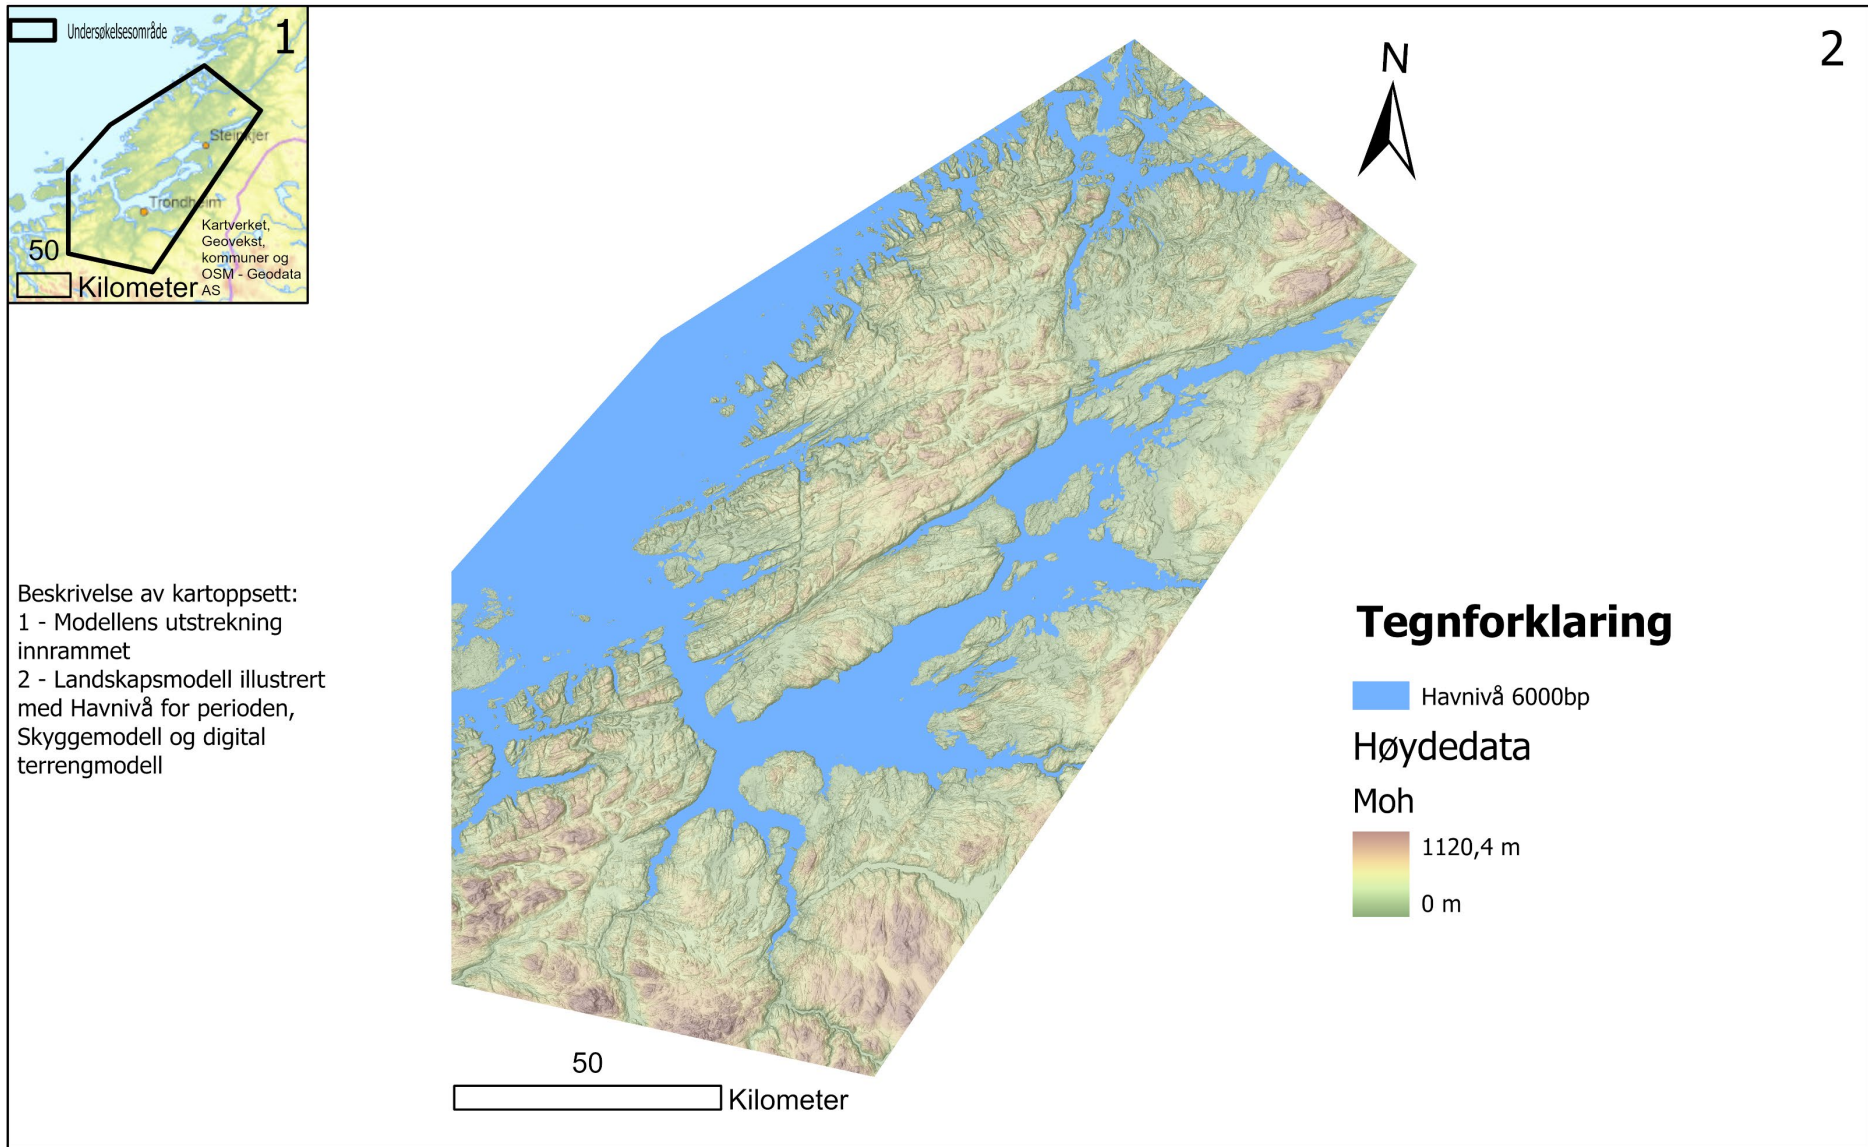 Undersøkelsesområde
1
Steinkjer
Trondheim
Kartverket,
Geovekst,
kommuner og
OSM - Geodata
AS
50
Kilometer
2
N
Beskrivelse av kartoppsett:
1 - Modellens utstrekning
innrammet
2 - Landskapsmodell illustrert
med Havnivå for perioden,
Skyggemodell og digital
terrengmodell
Tegnforklaring
Havnivå 6000bp
Høydedata
Moh
1120,4 m
0 m
50
Kilometer